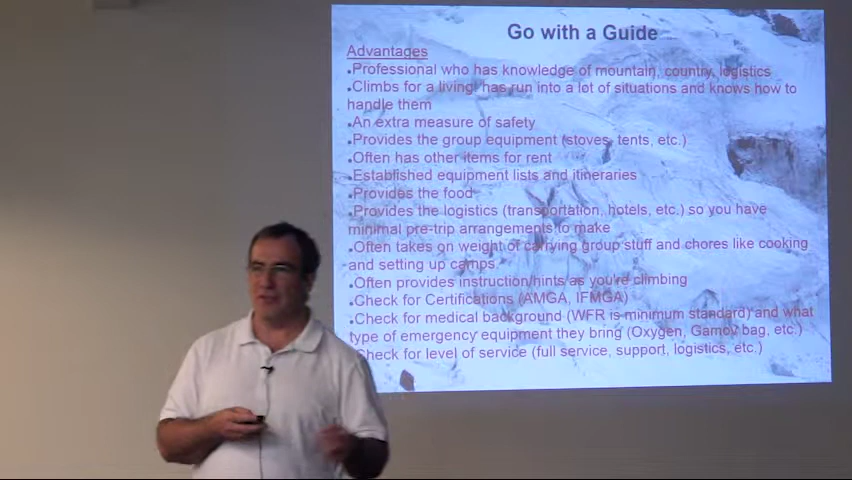 Go with a Guide
Advantages
•Professional who has knowledge of mountain, country, logistics
•Climbs for a living! has run into a lot of situations and knows how to
handle them
•An extra measure of safety
•Provides the group equipment (stoves, tents, etc.)
•Often has other items for rent
•Established equipment lists and itineraries
•Provides the food
•Provides the logistics (transportation, hotels, etc.) so you have
minimal pre-trip arrangements to make
•Often takes on weight of carrying group stuff and chores like cooking
and setting up camps
•Often provides instruction/hints as you're climbing
•Check for Certifications (AMGA, IFMGA)
•Check for medical background (WFR is minimum standard) and what
type of emergency equipment they bring (Oxygen, Gamov bag, etc.)
Check for level of service (full service, support, logistics, etc.)